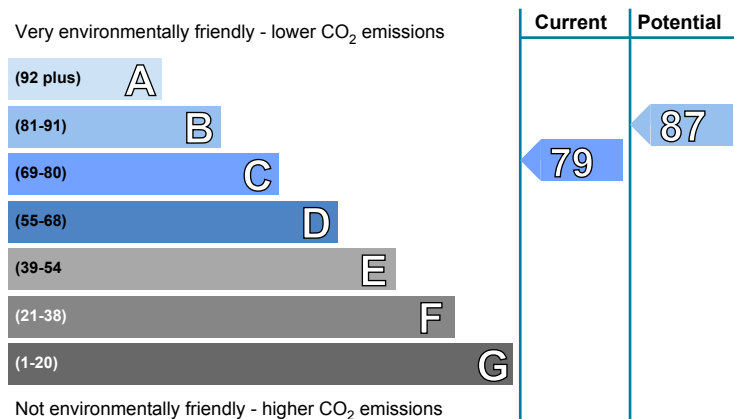 Very environmentally friendly - lower CO2 emissions
Current
Potential
(92 plus) A
(81-91) B
87
(69-80) C
79
(55-68) D
(39-54 E
(21-38) F
(1-20) G
Not environmentally friendly - higher CO2 emissions